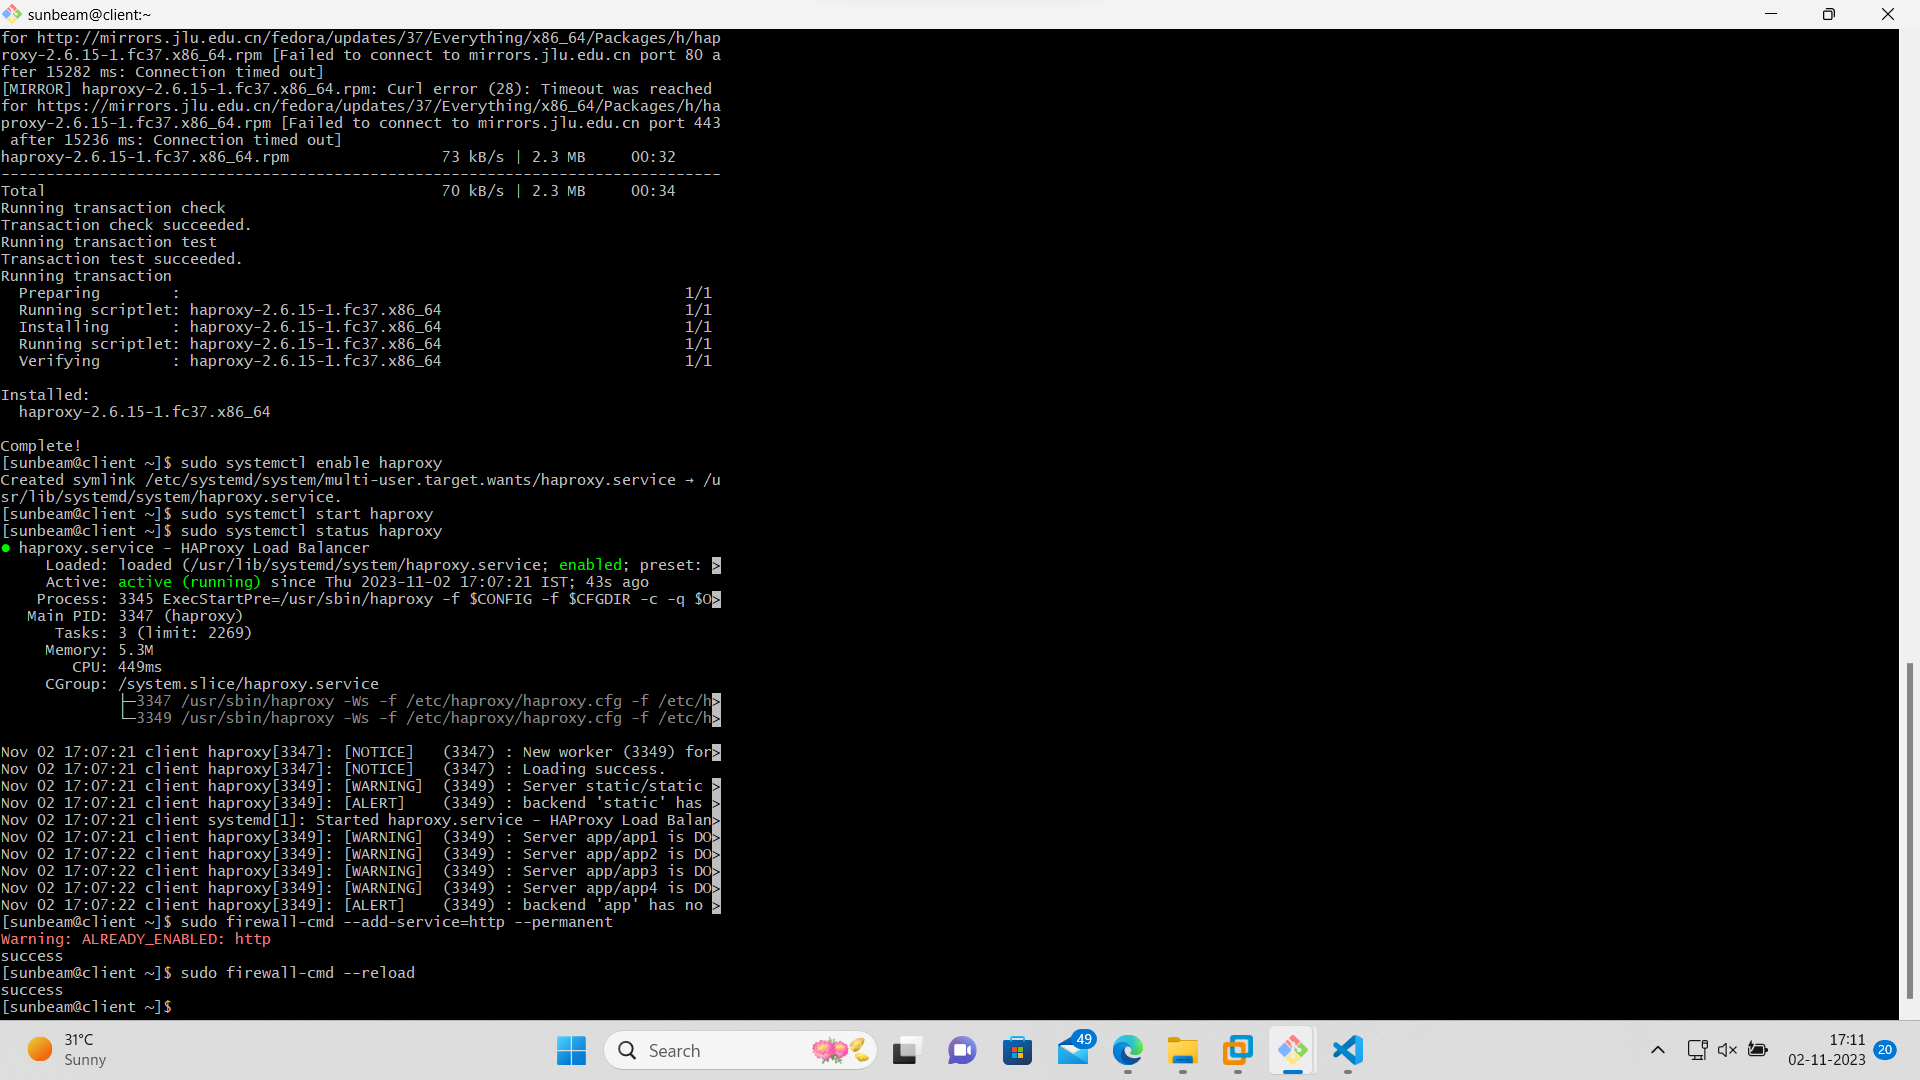 sunbeam@client:~
for http://mirrors.jlu.edu.cn/fedora/updates/37/Everything/x86_64/Packages/h/hap
roxy-2.6.15-1.fc37.x86_64.rpm [Failed to connect to mirrors.jlu.edu.cn port 80 a
fter 15282 ms: Connection timed out]
[MIRROR] haproxy-2.6.15-1.fc37.x86_64.rpm: Curl error (28): Timeout was reached
for https://mirrors.jlu.edu.cn/fedora/updates/37/Everything/x86_64/Packages/h/ha
proxy-2.6.15-1.fc37.x86_64.rpm [Failed to connect to mirrors.jlu.edu.cn port 443
 after 15236 ms: Connection timed out]
haproxy-2.6.15-1.fc37.x86_64.rpm                 73 kB/s | 2.3 MB     00:32
--------------------------------------------------------------------------------
Total                                            70 kB/s | 2.3 MB     00:34
Running transaction check
Transaction check succeeded.
Running transaction test
Transaction test succeeded.
Running transaction
  Preparing        :                                                        1/1
  Running scriptlet: haproxy-2.6.15-1.fc37.x86_64                           1/1
  Installing       : haproxy-2.6.15-1.fc37.x86_64                           1/1
  Running scriptlet: haproxy-2.6.15-1.fc37.x86_64                           1/1
  Verifying        : haproxy-2.6.15-1.fc37.x86_64                           1/1
Installed:
  haproxy-2.6.15-1.fc37.x86_64
Complete!
[sunbeam@client ~]$ sudo systemctl enable haproxy
Created symlink /etc/systemd/system/multi-user.target.wants/haproxy.service → /u
sr/lib/systemd/system/haproxy.service.
[sunbeam@client ~]$ sudo systemctl start haproxy
[sunbeam@client ~]$ sudo systemctl status haproxy
● haproxy.service - HAProxy Load Balancer
     Loaded: loaded (/usr/lib/systemd/system/haproxy.service; enabled; preset: >
     Active: active (running) since Thu 2023-11-02 17:07:21 IST; 43s ago
    Process: 3345 ExecStartPre=/usr/sbin/haproxy -f $CONFIG -f $CFGDIR -c -q $O>
   Main PID: 3347 (haproxy)
      Tasks: 3 (limit: 2269)
     Memory: 5.3M
        CPU: 449ms
     CGroup: /system.slice/haproxy.service
             ├─3347 /usr/sbin/haproxy -Ws -f /etc/haproxy/haproxy.cfg -f /etc/h>
             └─3349 /usr/sbin/haproxy -Ws -f /etc/haproxy/haproxy.cfg -f /etc/h>
Nov 02 17:07:21 client haproxy[3347]: [NOTICE]   (3347) : New worker (3349) for>
Nov 02 17:07:21 client haproxy[3347]: [NOTICE]   (3347) : Loading success.
Nov 02 17:07:21 client haproxy[3349]: [WARNING]  (3349) : Server static/static >
Nov 02 17:07:21 client haproxy[3349]: [ALERT]    (3349) : backend 'static' has >
Nov 02 17:07:21 client systemd[1]: Started haproxy.service - HAProxy Load Balan>
Nov 02 17:07:21 client haproxy[3349]: [WARNING]  (3349) : Server app/app1 is DO>
Nov 02 17:07:22 client haproxy[3349]: [WARNING]  (3349) : Server app/app2 is DO>
Nov 02 17:07:22 client haproxy[3349]: [WARNING]  (3349) : Server app/app3 is DO>
Nov 02 17:07:22 client haproxy[3349]: [WARNING]  (3349) : Server app/app4 is DO>
Nov 02 17:07:22 client haproxy[3349]: [ALERT]    (3349) : backend 'app' has no >
[sunbeam@client ~]$ sudo firewall-cmd --add-service=http --permanent
Warning: ALREADY_ENABLED: http
success
[sunbeam@client ~]$ sudo firewall-cmd --reload
success
[sunbeam@client ~]$
31°C
Sunny
Search
49
17:11
02-11-2023
20